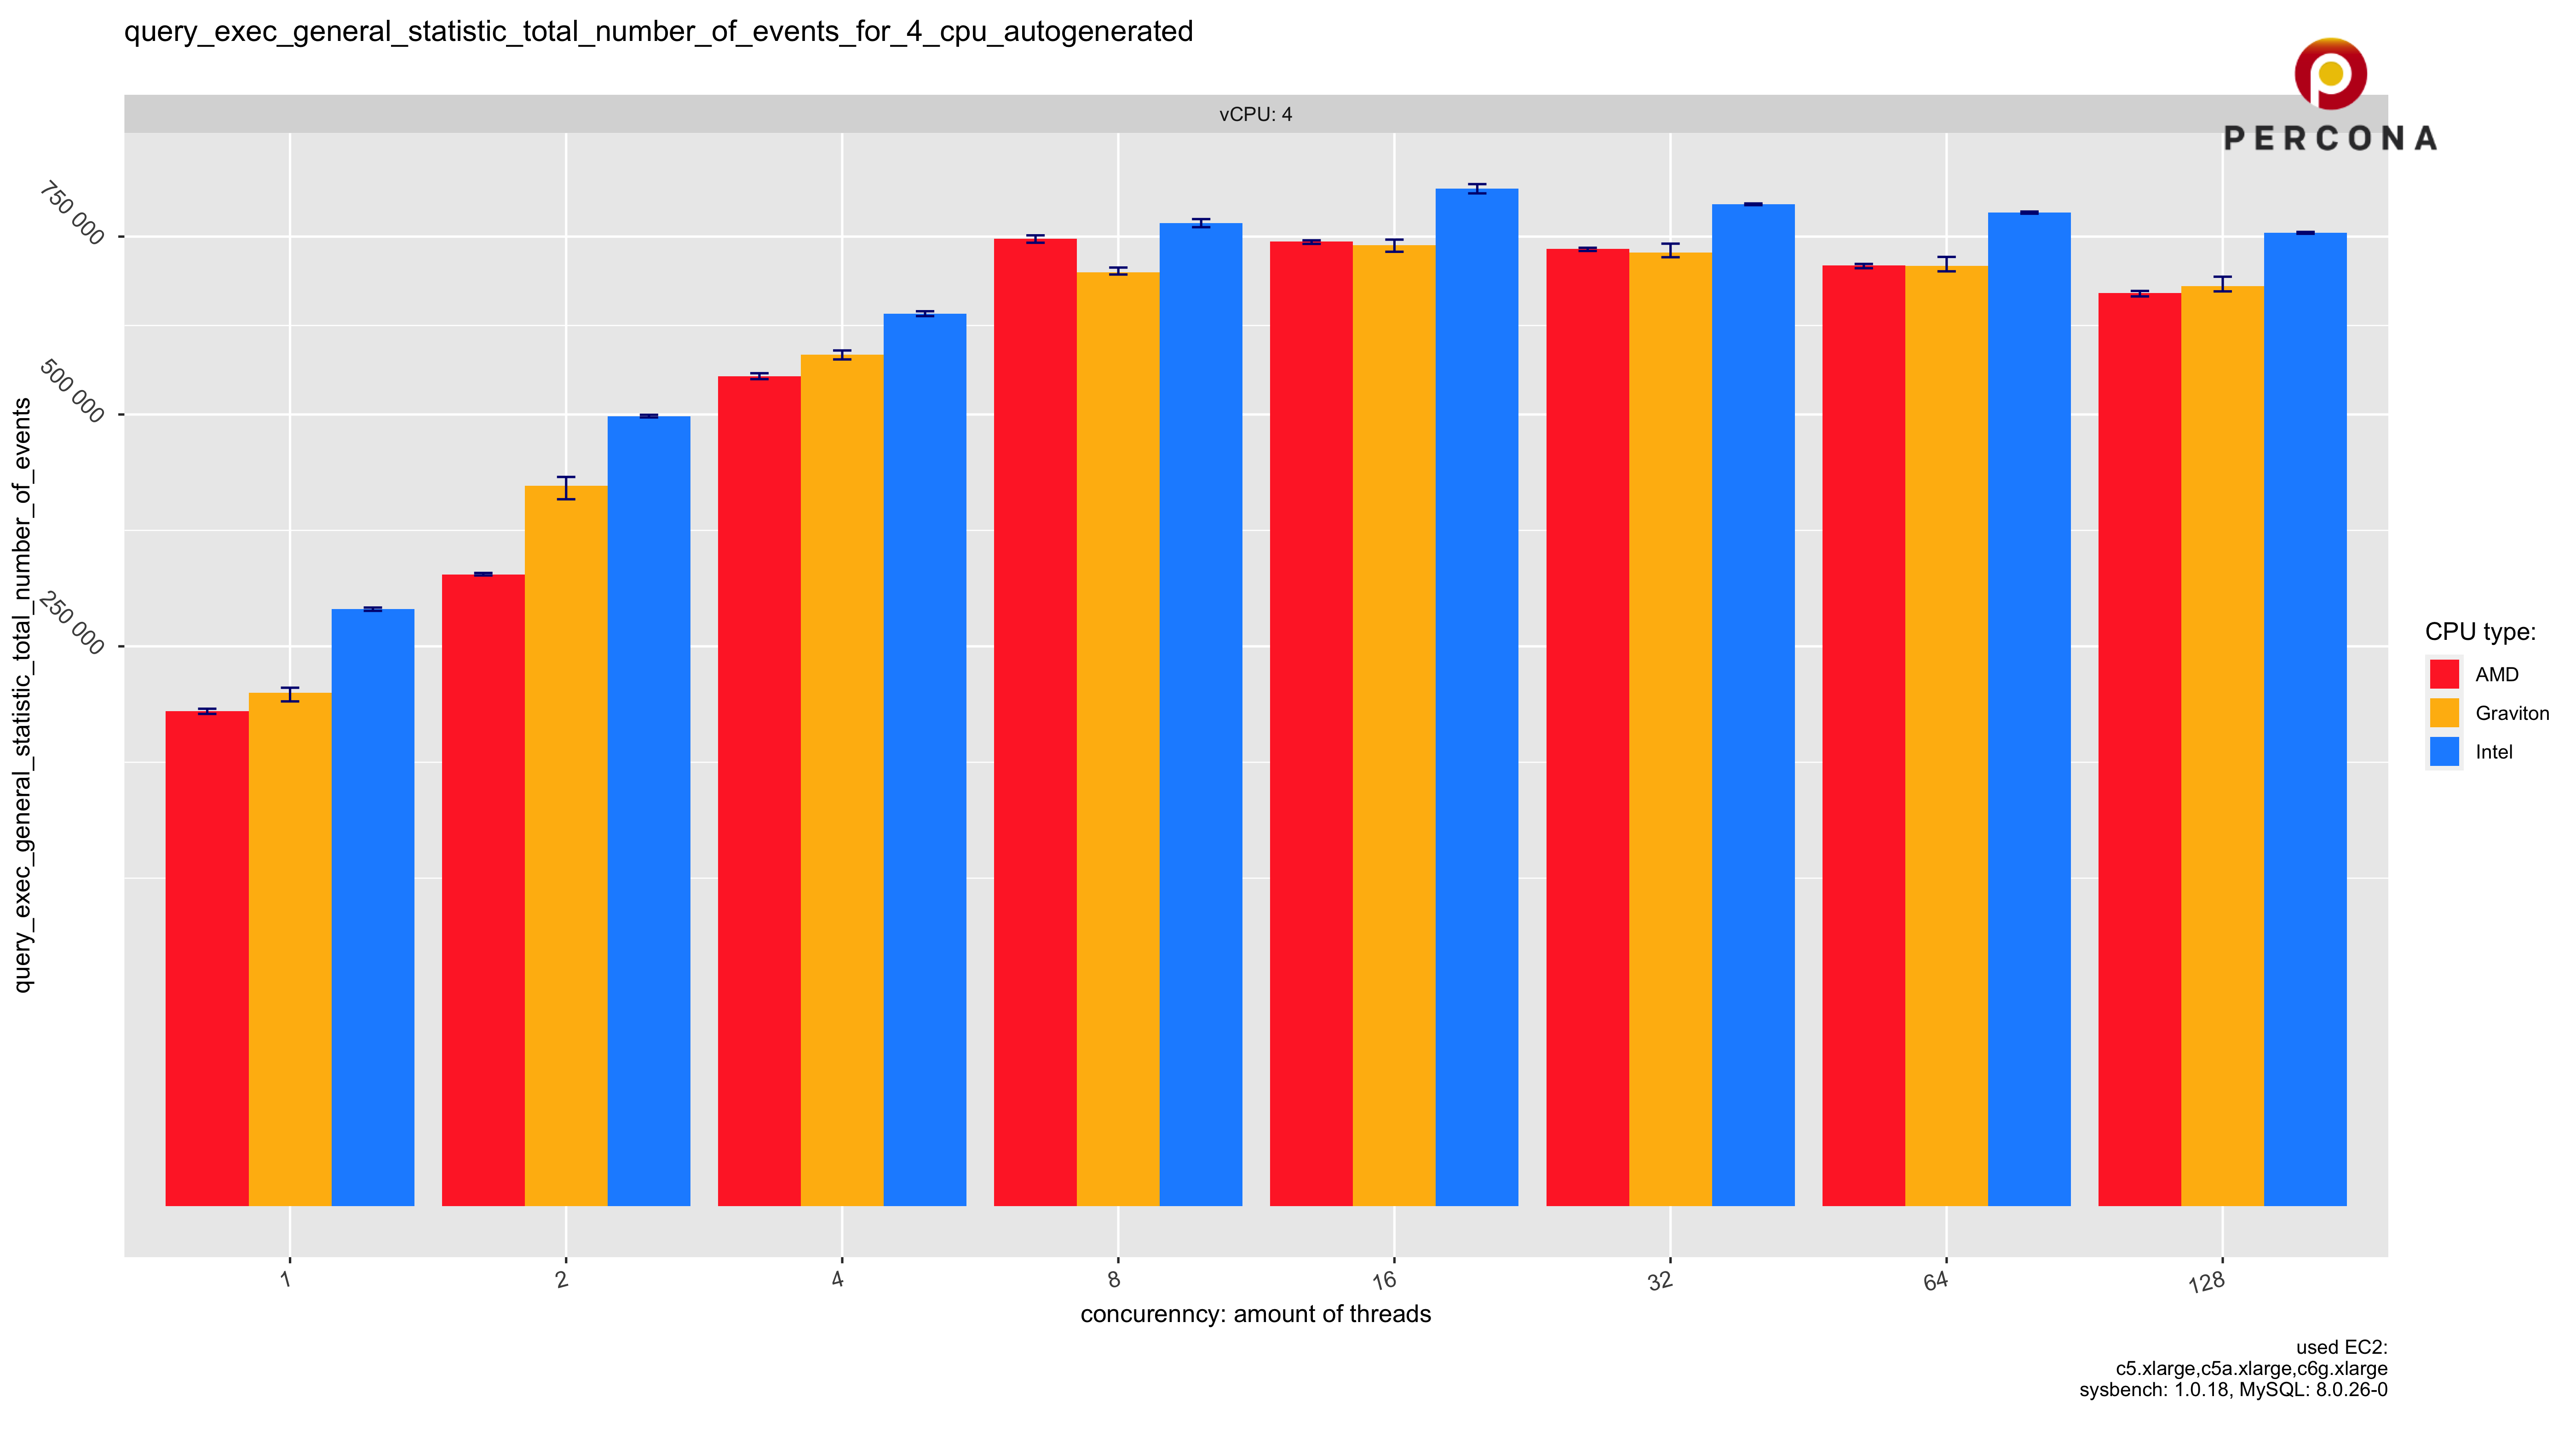 query_exec_general_statistic_total_number_of_events_for_4_cpu_autogenerated
PERCONA
vCPU: 4
query_exec_general_statistic_total_number_of_events
750 000
500 000
250 000
CPU type:
AMD
Graviton
Intel
1
2
4
8
16
32
64
128
concurenncy: amount of threads
used EC2:
c5.xlarge,c5a.xlarge,c6g.xlarge
sysbench: 1.0.18, MySQL: 8.0.26-0